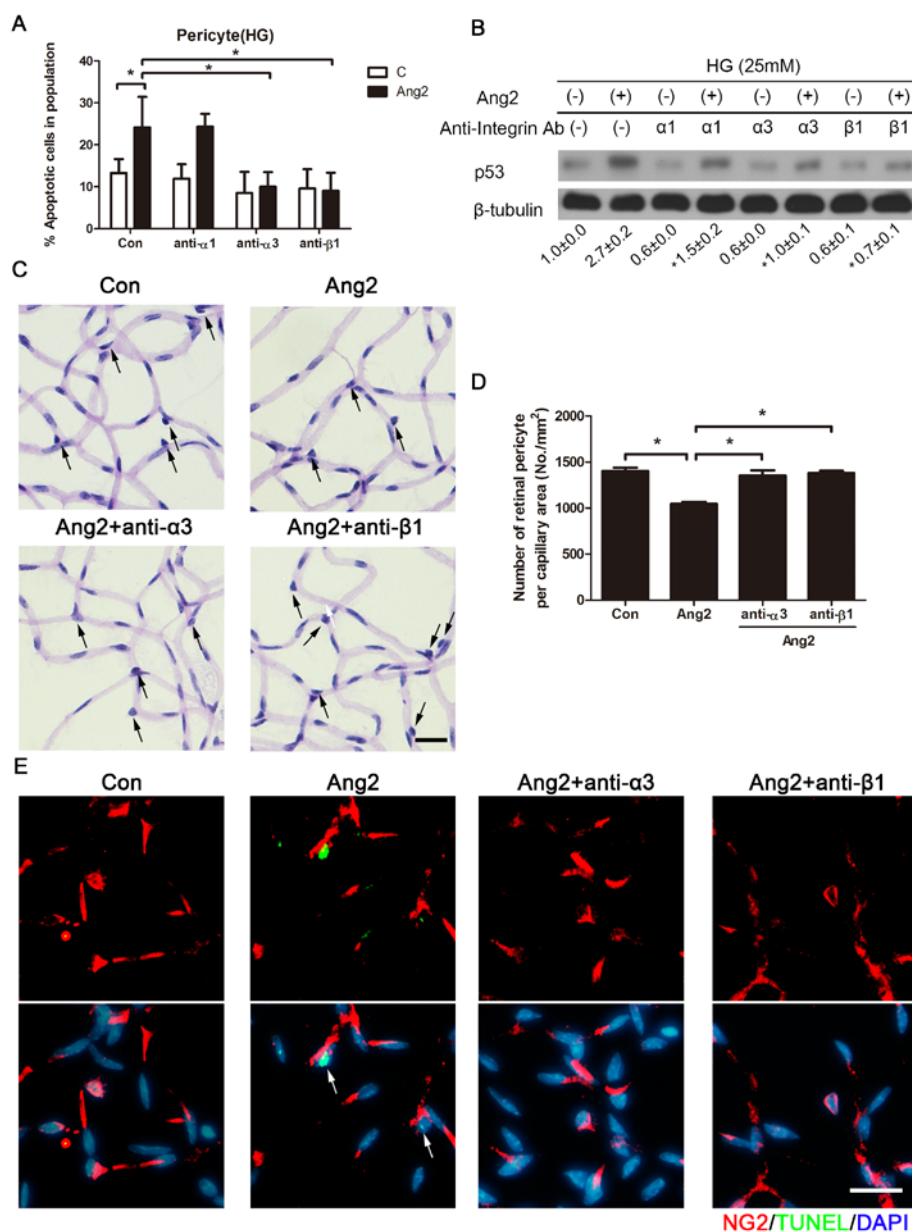 A
Pericyte(HG)
% Apoptotic cells in population
40
30
20
10
0
* * *
C
Ang2
Con anti-α1 anti-α3 anti-β1
B
HG (25mM)
Ang2 (-) (+) (-) (+) (-) (+) (-) (+)
Anti-Integrin Ab (-) (-) α1 α1 α3 α3 β1 β1
p53
β-tubulin
1.0±0.0 2.7±0.2 0.6±0.0 *1.5±0.2 0.6±0.0 *1.0±0.1 0.6±0.1 *0.7±0.1
C
Con Ang2
Ang2+anti-α3 Ang2+anti-β1
D
Number of retinal pericyte
per capillary area (No./mm²)
2000
1500
1000
500
0
* * *
Con Ang2 anti-α3 anti-β1
Ang2
E
Con Ang2 Ang2+anti-α3 Ang2+anti-β1
NG2/TUNEL/DAPI